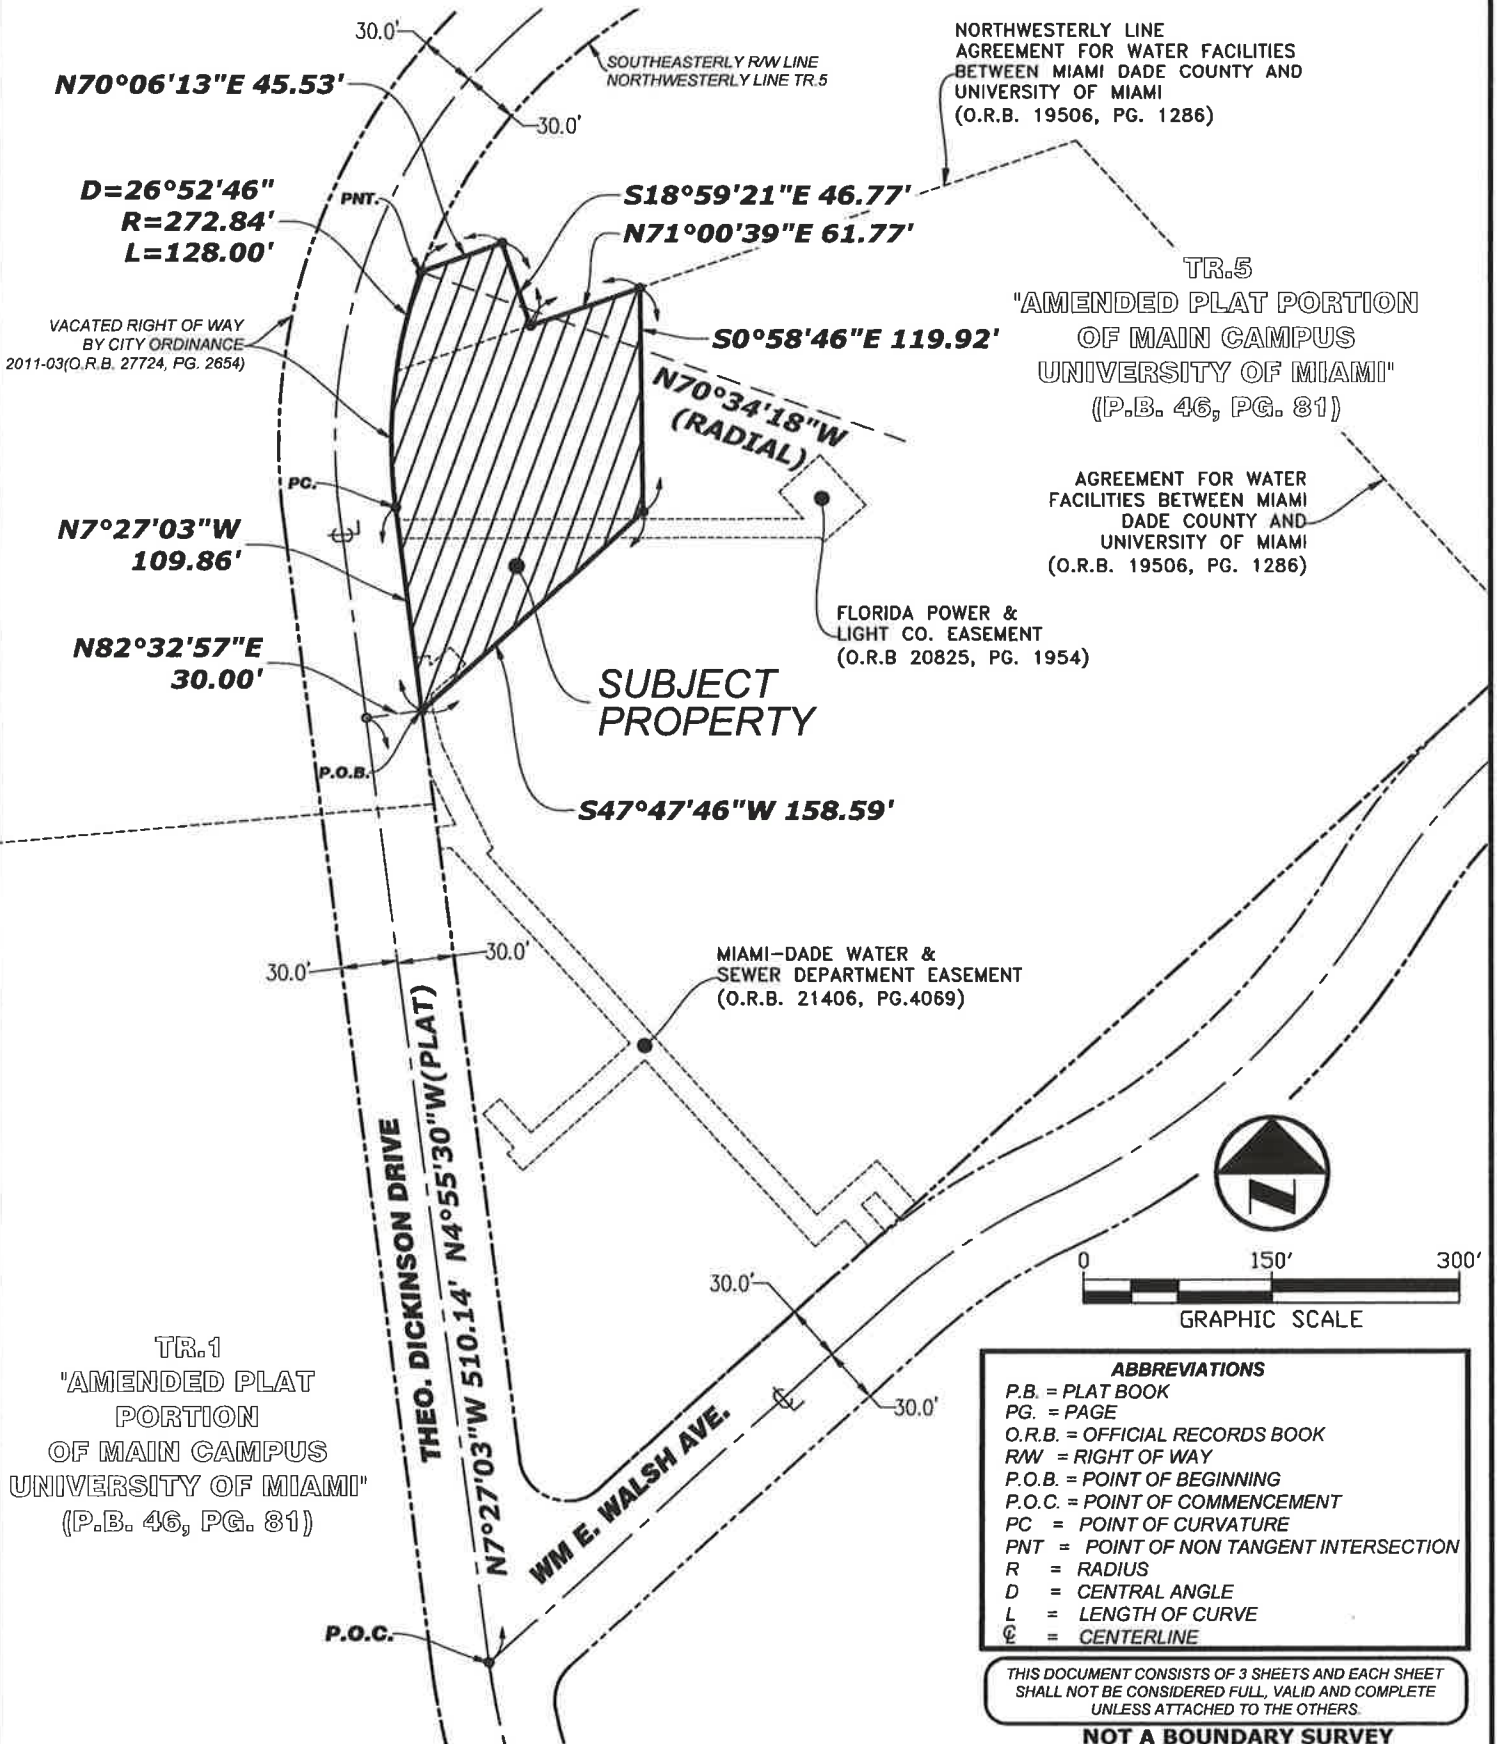 30.0'
N70°06'13"E 45.53'
SOUTHEASTERLY R/W LINE
NORTHWESTERLY LINE TR.5
30.0'
NORTHWESTERLY LINE
AGREEMENT FOR WATER FACILITIES
BETWEEN MIAMI DADE COUNTY AND
UNIVERSITY OF MIAMI
(O.R.B. 19506, PG. 1286)
D=26°52'46"
R=272.84'
L=128.00'
PNT.
S18°59'21"E 46.77'
N71°00'39"E 61.77'
VACATED RIGHT OF WAY
BY CITY ORDINANCE
2011-03(O.R.B. 27724, PG. 2654)
S0°58'46"E 119.92'
N70°34'18"W
(RADIAL)
TR.5
"AMENDED PLAT PORTION
OF MAIN CAMPUS
UNIVERSITY OF MIAMI"
(P.B. 46, PG. 81)
PC.
N7°27'03"W
109.86'
℄
AGREEMENT FOR WATER
FACILITIES BETWEEN MIAMI
DADE COUNTY AND
UNIVERSITY OF MIAMI
(O.R.B. 19506, PG. 1286)
FLORIDA POWER &
LIGHT CO. EASEMENT
(O.R.B 20825, PG. 1954)
N82°32'57"E
30.00'
SUBJECT
PROPERTY
P.O.B.
S47°47'46"W 158.59'
30.0'
30.0'
MIAMI-DADE WATER &
SEWER DEPARTMENT EASEMENT
(O.R.B. 21406, PG.4069)
THEO. DICKINSON DRIVE
N7°27'03"W 510.14' N4°55'30"W(PLAT)
N
0 150' 300'
GRAPHIC SCALE
30.0'
℄
30.0'
WM E. WALSH AVE.
TR.1
"AMENDED PLAT
PORTION
OF MAIN CAMPUS
UNIVERSITY OF MIAMI"
(P.B. 46, PG. 81)
P.O.C.
ABBREVIATIONS
P.B. = PLAT BOOK
PG. = PAGE
O.R.B. = OFFICIAL RECORDS BOOK
R/W = RIGHT OF WAY
P.O.B. = POINT OF BEGINNING
P.O.C. = POINT OF COMMENCEMENT
PC = POINT OF CURVATURE
PNT = POINT OF NON TANGENT INTERSECTION
R = RADIUS
D = CENTRAL ANGLE
L = LENGTH OF CURVE
℄ = CENTERLINE
THIS DOCUMENT CONSISTS OF 3 SHEETS AND EACH SHEET
SHALL NOT BE CONSIDERED FULL, VALID AND COMPLETE
UNLESS ATTACHED TO THE OTHERS.
NOT A BOUNDARY SURVEY